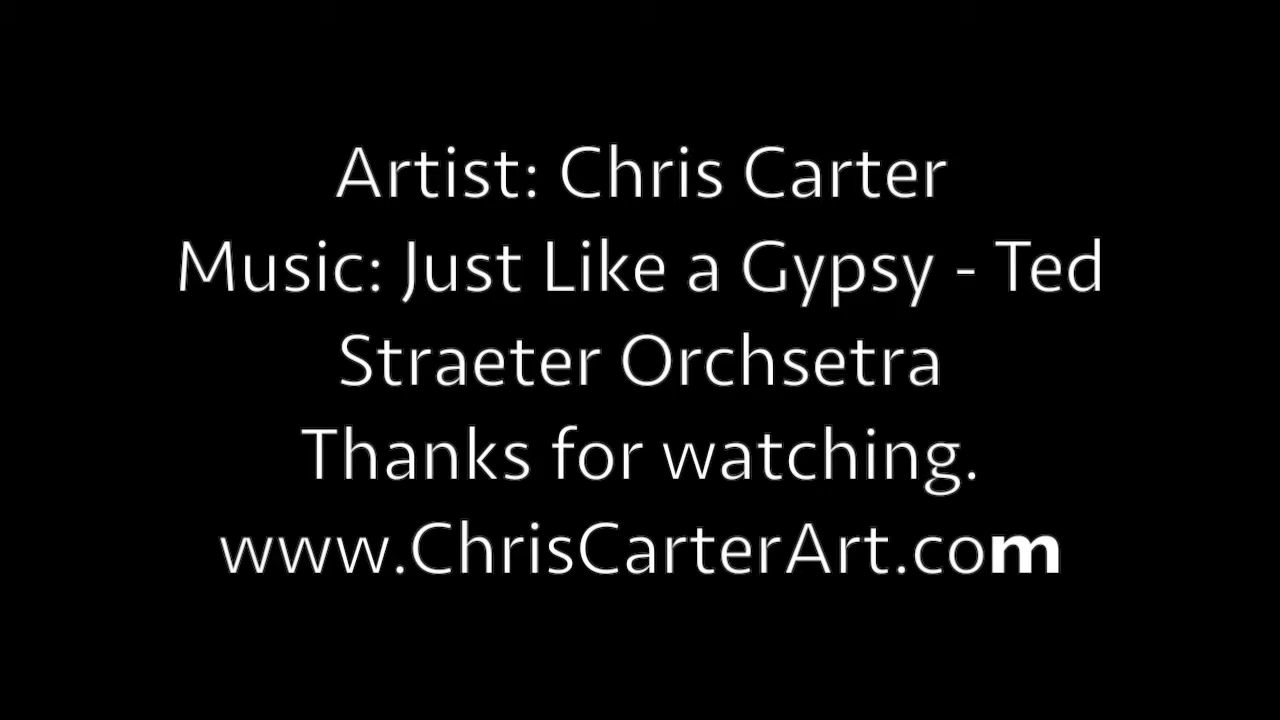 Artist: Chris Carter
Music: Just Like a Gypsy - Ted
Straeter Orchsetra
Thanks for watching.
www.ChrisCarterArt.com